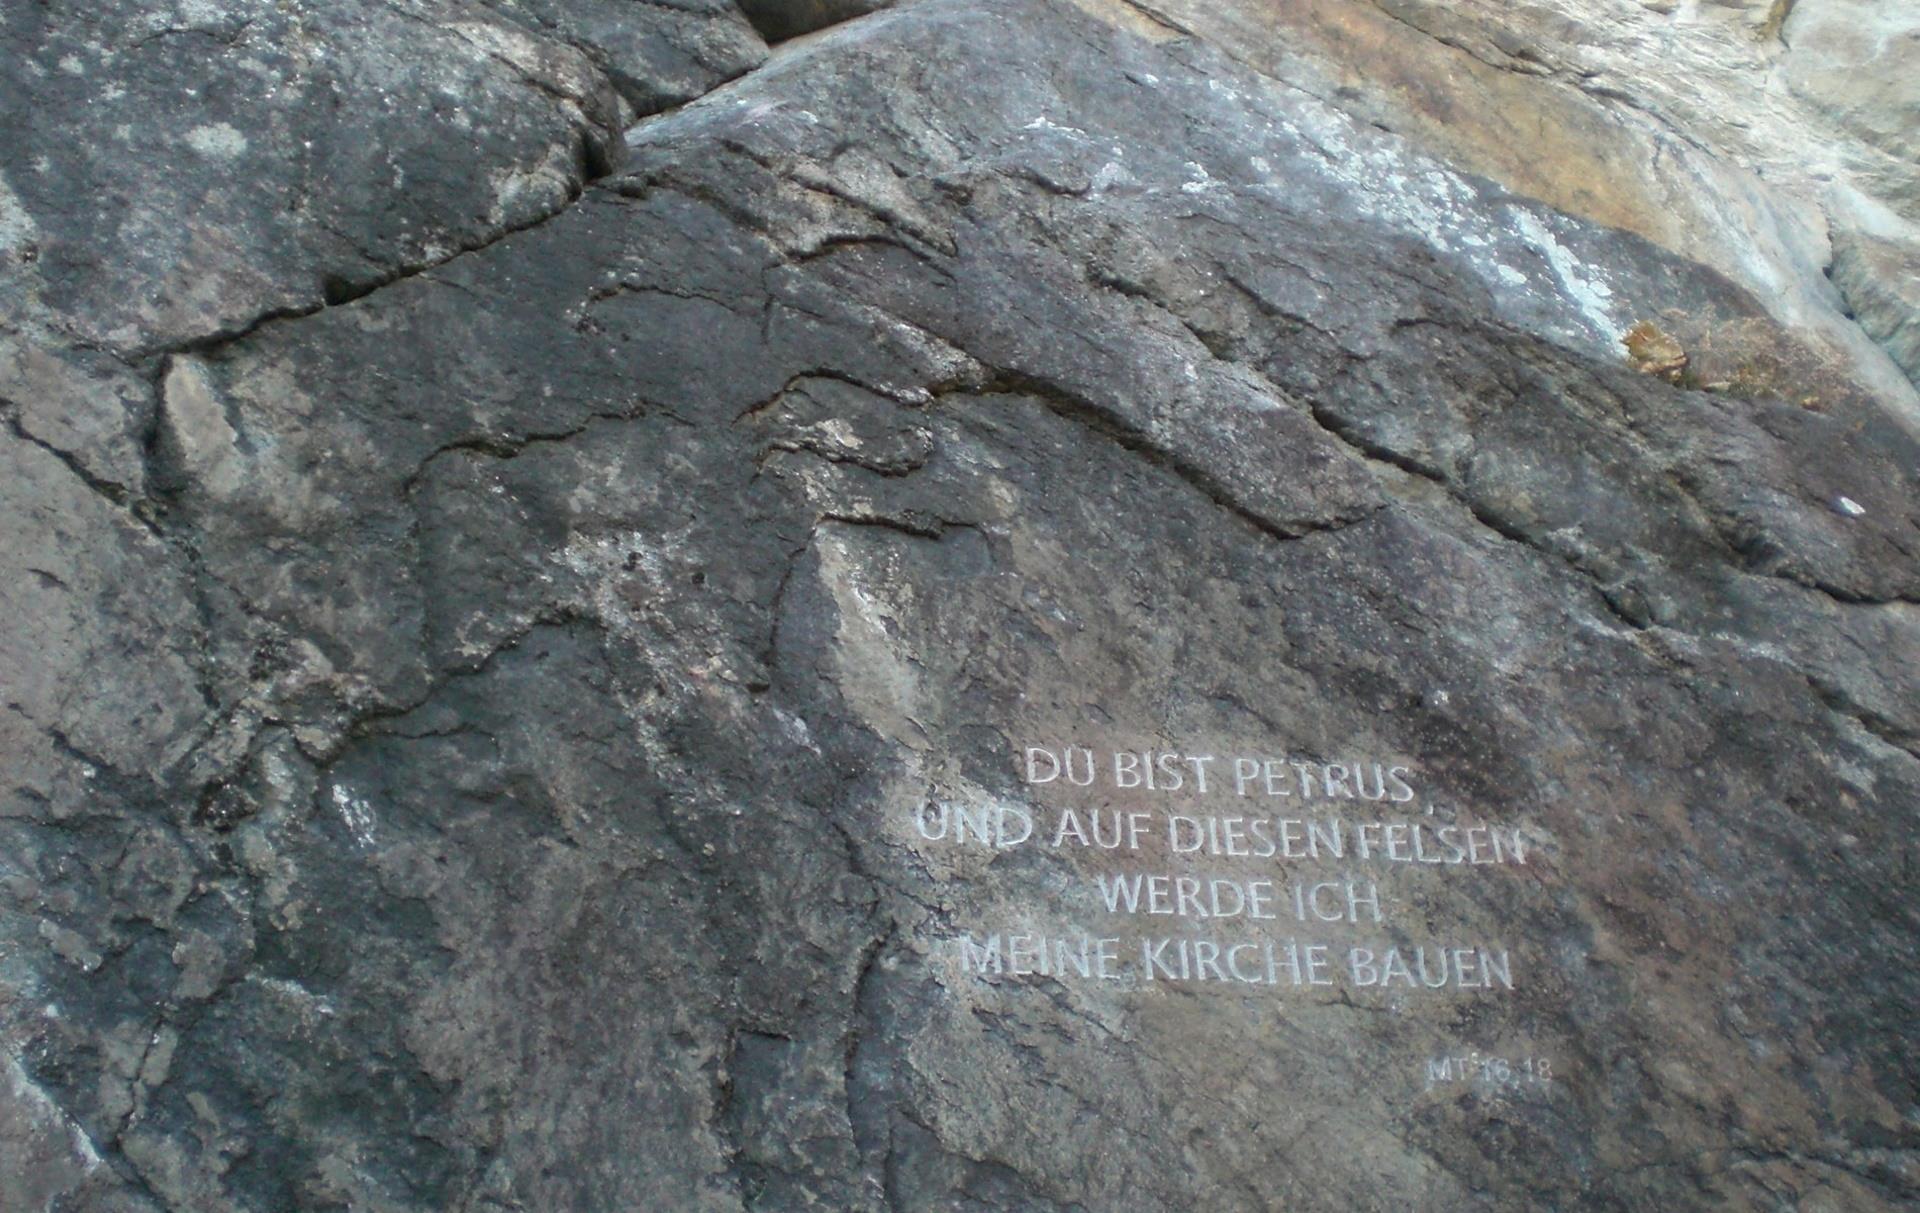 DU BIST PETRUS,
UND AUF DIESEN FELSEN
WERDE ICH
MEINE KIRCHE BAUEN
MT 16,18